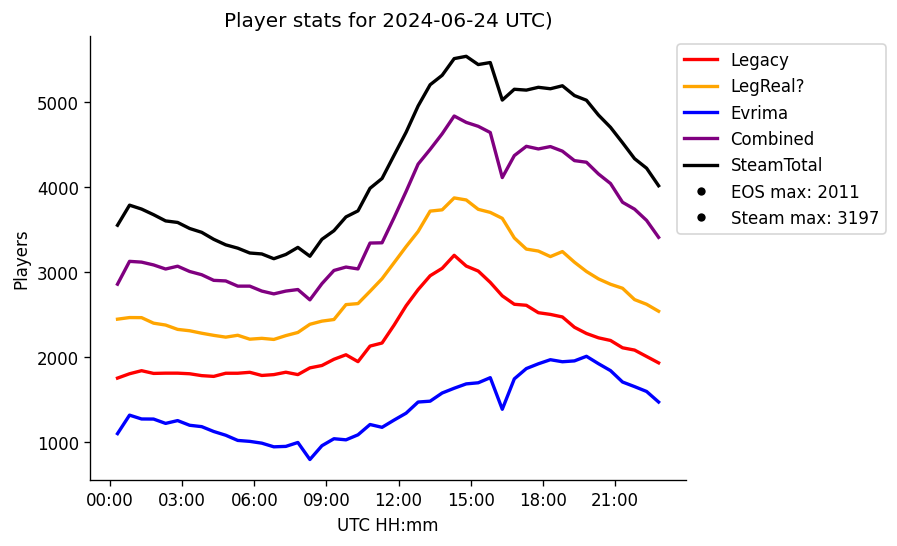 Player stats for 2024-06-24 UTC)
Legacy
LegReal?
Evrima
Combined
SteamTotal
EOS max: 2011
Steam max: 3197
Players
5000
4000
3000
2000
1000
00:00 03:00 06:00 09:00 12:00 15:00 18:00 21:00
UTC HH:mm